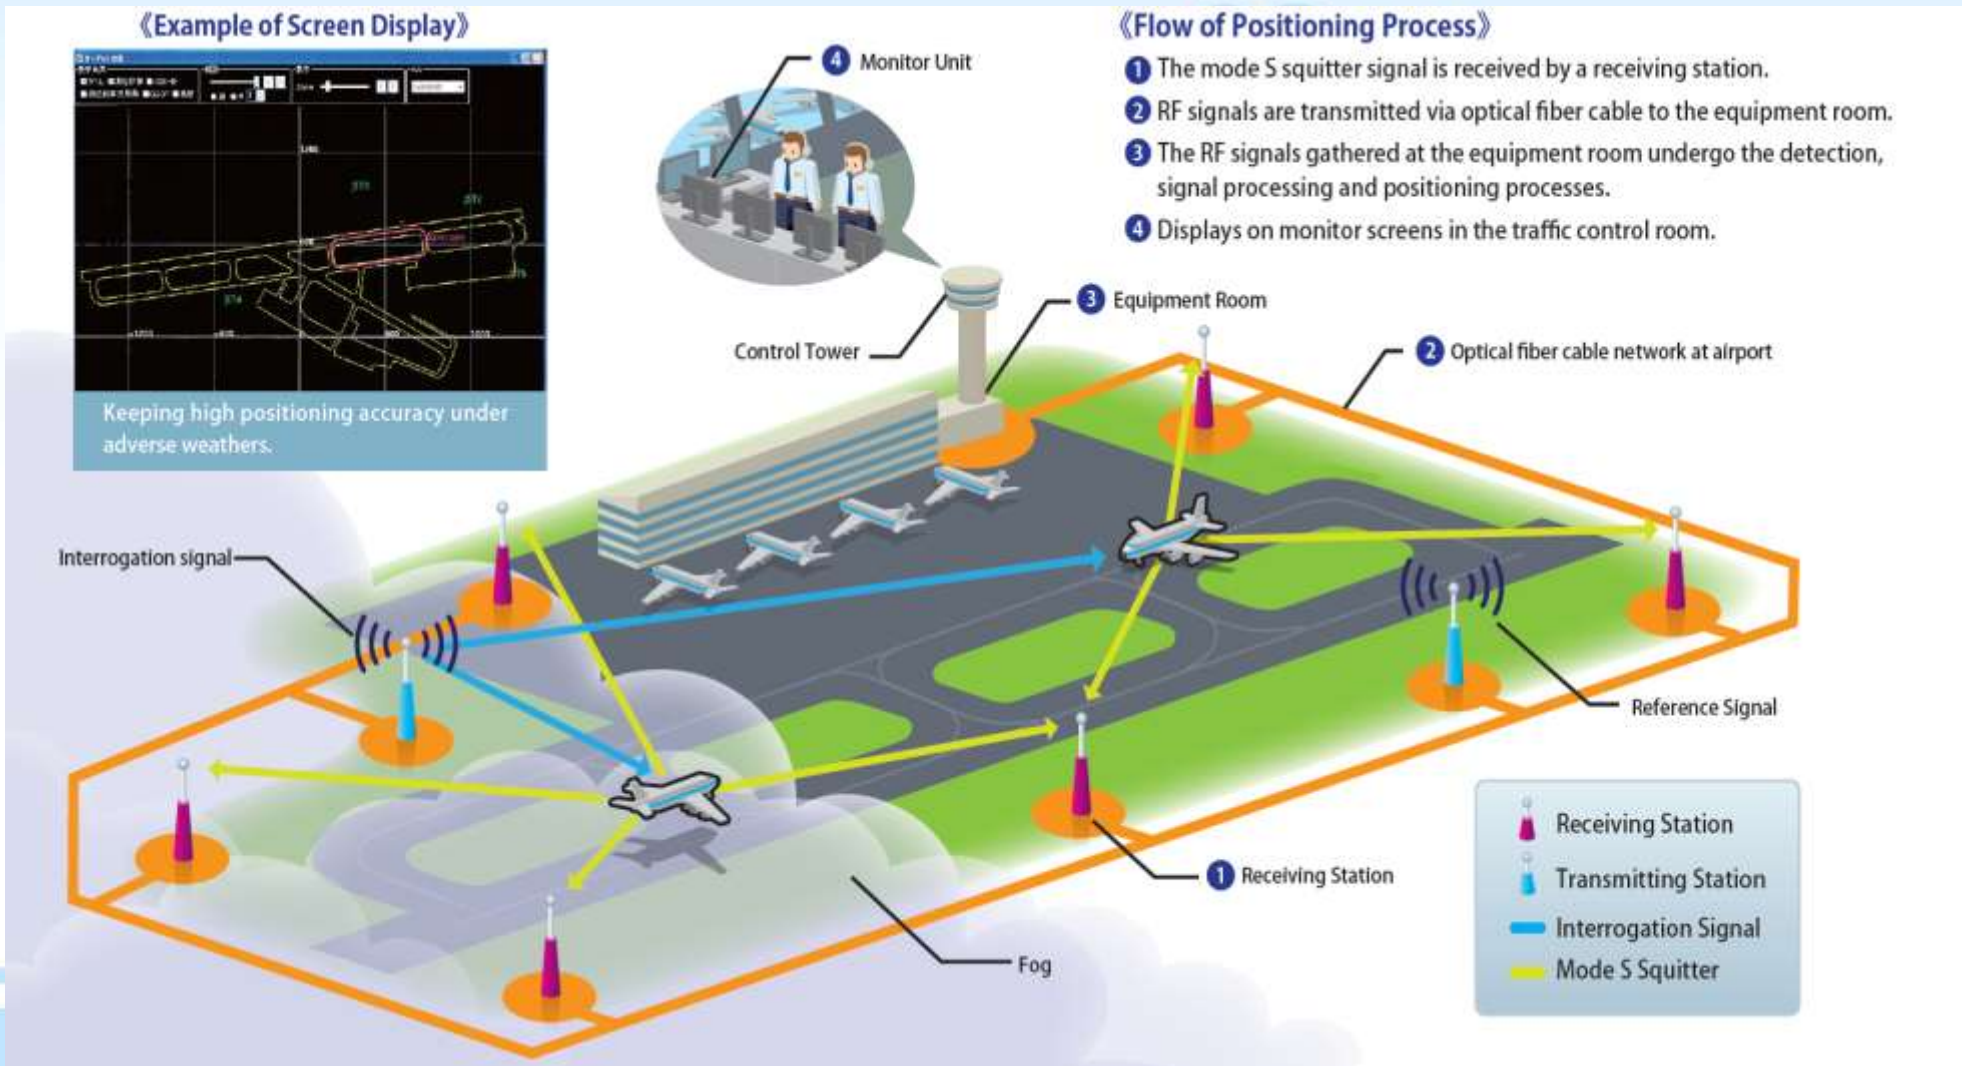 《Example of Screen Display》
Keeping high positioning accuracy under
adverse weathers.
4 Monitor Unit
《Flow of Positioning Process》
1 The mode S squitter signal is received by a receiving station.
2 RF signals are transmitted via optical fiber cable to the equipment room.
3 The RF signals gathered at the equipment room undergo the detection,
signal processing and positioning processes.
4 Displays on monitor screens in the traffic control room.
3 Equipment Room
Control Tower
2 Optical fiber cable network at airport
Interrogation signal
Reference Signal
1 Receiving Station
Fog
Receiving Station
Transmitting Station
Interrogation Signal
Mode S Squitter